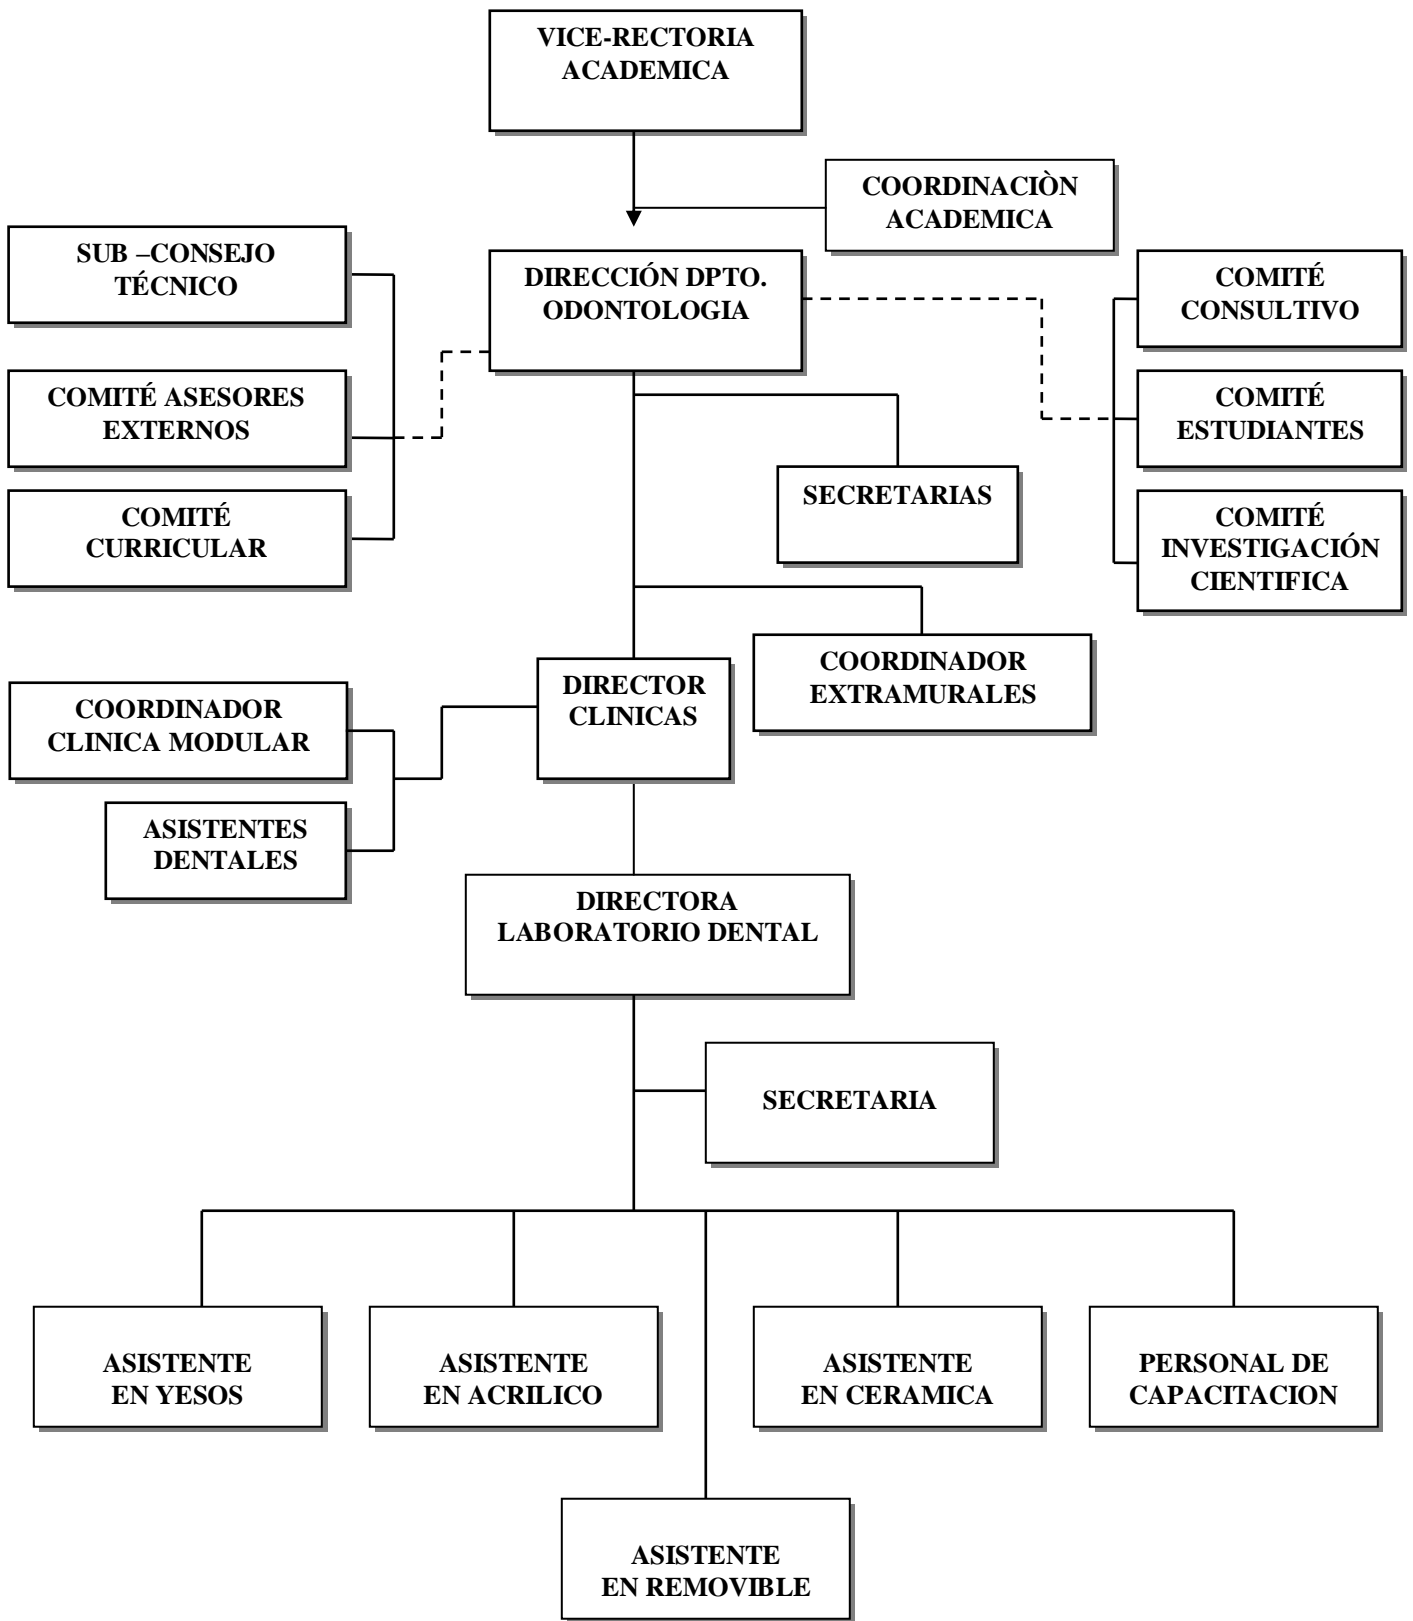 VICE-RECTORIA
ACADEMICA
COORDINACIÒN
ACADEMICA
SUB –CONSEJO
TÉCNICO
DIRECCIÓN DPTO.
ODONTOLOGIA
COMITÉ
CONSULTIVO
COMITÉ ASESORES
EXTERNOS
COMITÉ
ESTUDIANTES
SECRETARIAS
COMITÉ
CURRICULAR
COMITÉ
INVESTIGACIÓN
CIENTIFICA
COORDINADOR
EXTRAMURALES
DIRECTOR
CLINICAS
COORDINADOR
CLINICA MODULAR
ASISTENTES
DENTALES
DIRECTORA
LABORATORIO DENTAL
SECRETARIA
ASISTENTE
EN YESOS
ASISTENTE
EN ACRILICO
ASISTENTE
EN CERAMICA
PERSONAL DE
CAPACITACION
ASISTENTE
EN REMOVIBLE